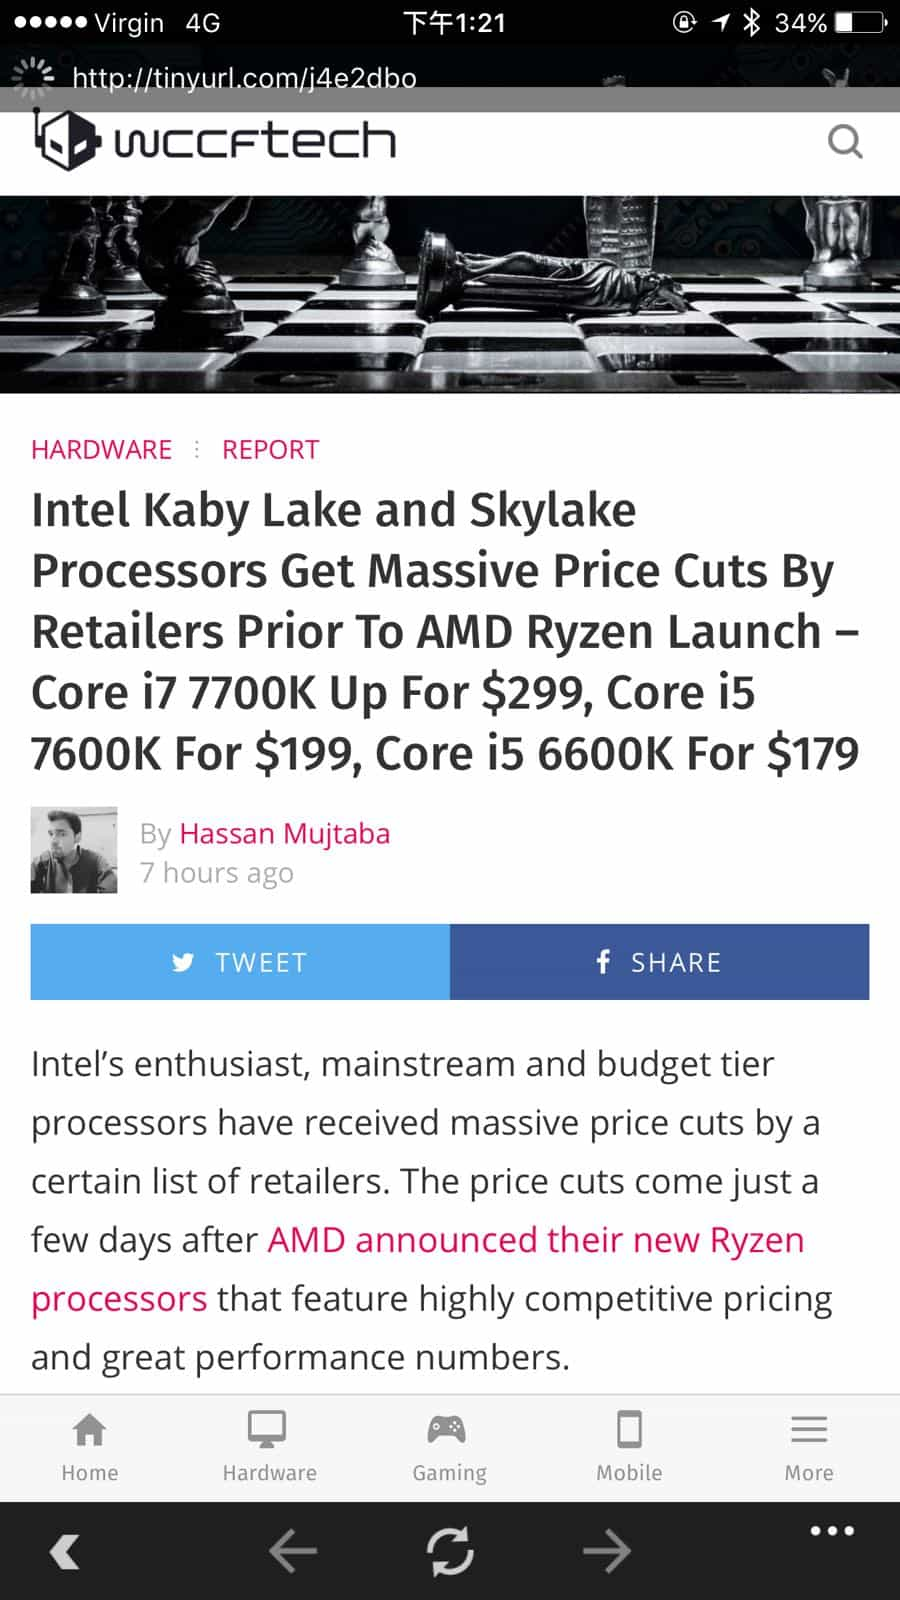 Virgin 4G 下午1:21 34%
http://tinyurl.com/j4e2dbo
wccftech
HARDWARE REPORT
Intel Kaby Lake and Skylake
Processors Get Massive Price Cuts By
Retailers Prior To AMD Ryzen Launch –
Core i7 7700K Up For $299, Core i5
7600K For $199, Core i5 6600K For $179
By Hassan Mujtaba
7 hours ago
TWEET SHARE
Intel’s enthusiast, mainstream and budget tier
processors have received massive price cuts by a
certain list of retailers. The price cuts come just a
few days after AMD announced their new Ryzen
processors that feature highly competitive pricing
and great performance numbers.
Home Hardware Gaming Mobile More